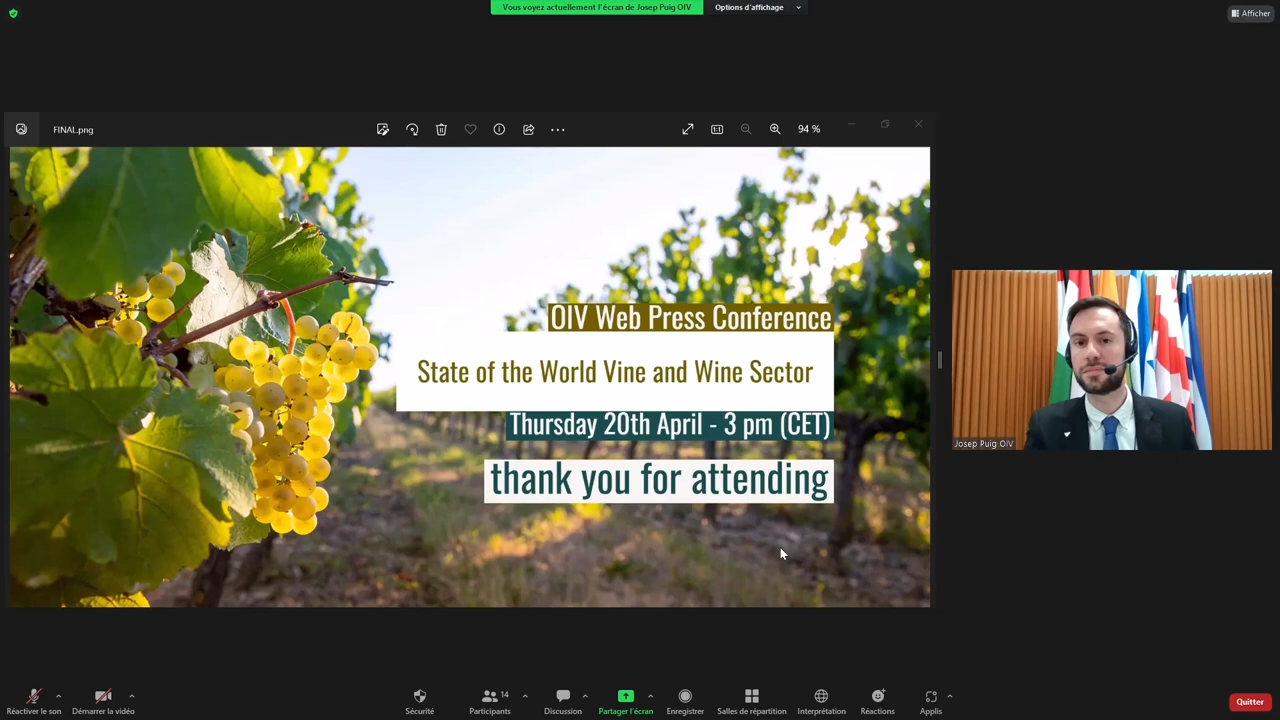 Vous voyez actuellement l'écran de Josep Puig OIV
Options d'affichage
Afficher
FINAL.png
94 %
OIV Web Press Conference
State of the World Vine and Wine Sector
Thursday 20th April - 3 pm (CET)
thank you for attending
Josep Puig OIV
14
Réactiver le son
Démarrer la vidéo
Sécurité
Participants
Discussion
Partager l'écran
Enregistrer
Salles de répartition
Interprétation
Réactions
Applis
Quitter